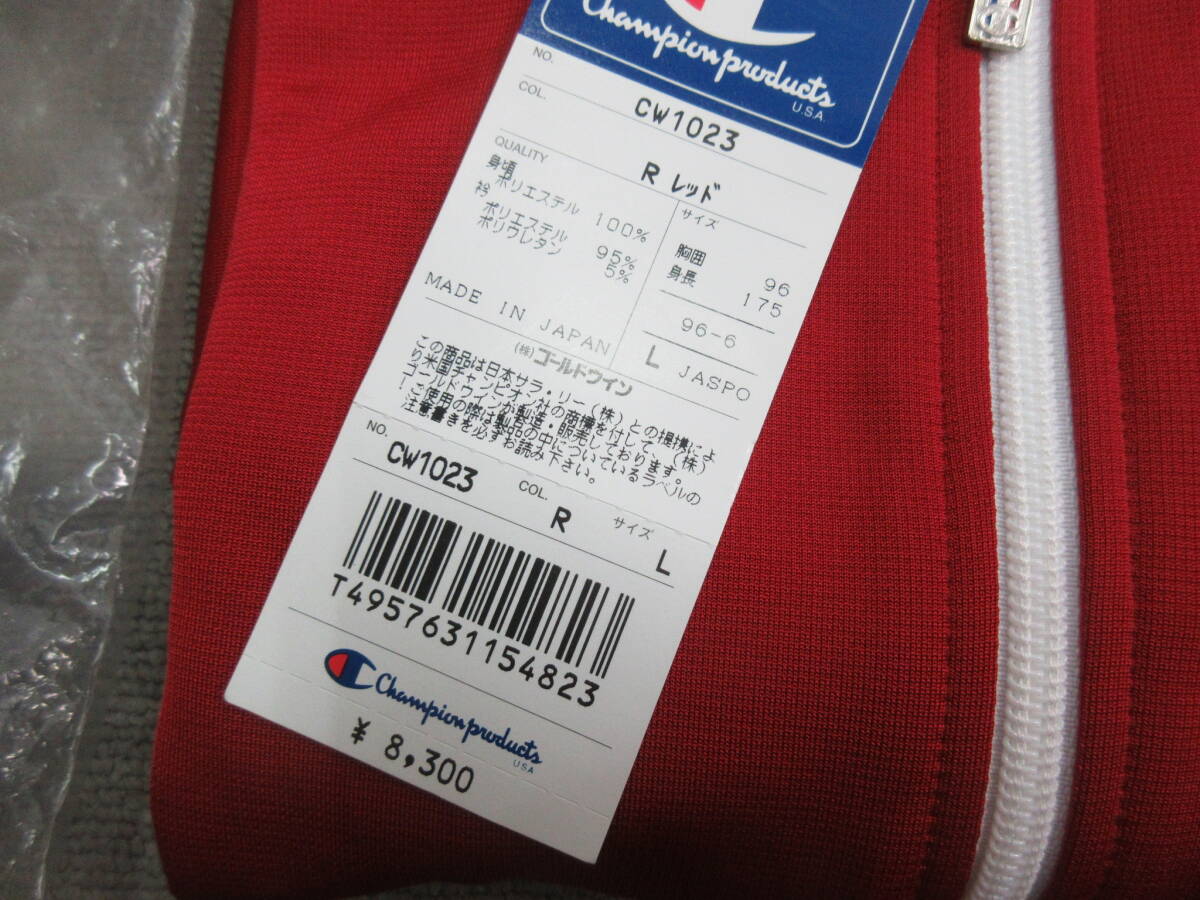 Champion products
U.S.A.
NO.
CW1023
COL.
R レッド
QUALITY
身頃
ポリエステル 100%
衿
ポリエステル 95%
ポリウレタン 5%
MADE IN JAPAN
サイズ
胸囲 96
身長 175
96-6
L JASPO
(株)ゴールドウイン
この商品は日本サラ・リー(株)との提携によ
り米国チャンピオン社の商標を付して、(株)
ゴールドウインが製造・販売しております。
!ご使用の際は製品の中についているラベルの
注意書きを必ずお読み下さい。
NO.
CW1023
COL.
R
サイズ
L
T4957631154823
Champion products
USA
¥ 8,300